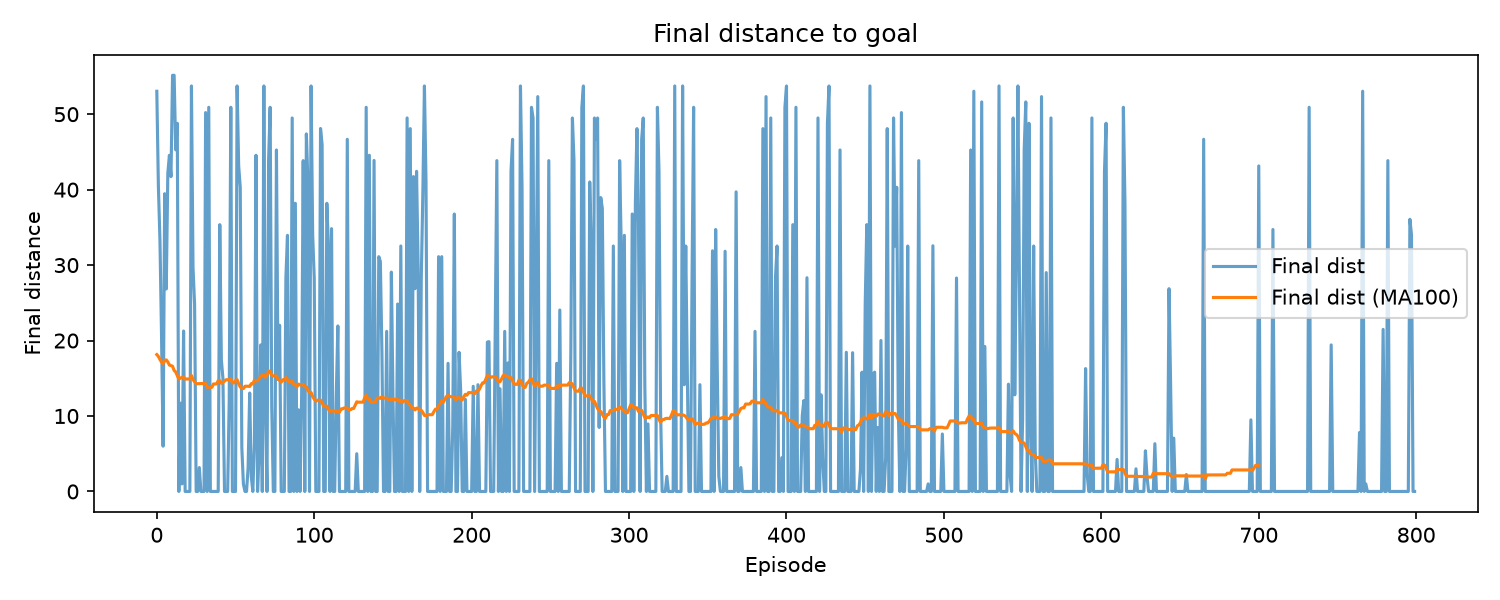 Final distance to goal
Final distance
50
40
30
20
10
0
Final dist
Final dist (MA100)
0 100 200 300 400 500 600 700 800
Episode